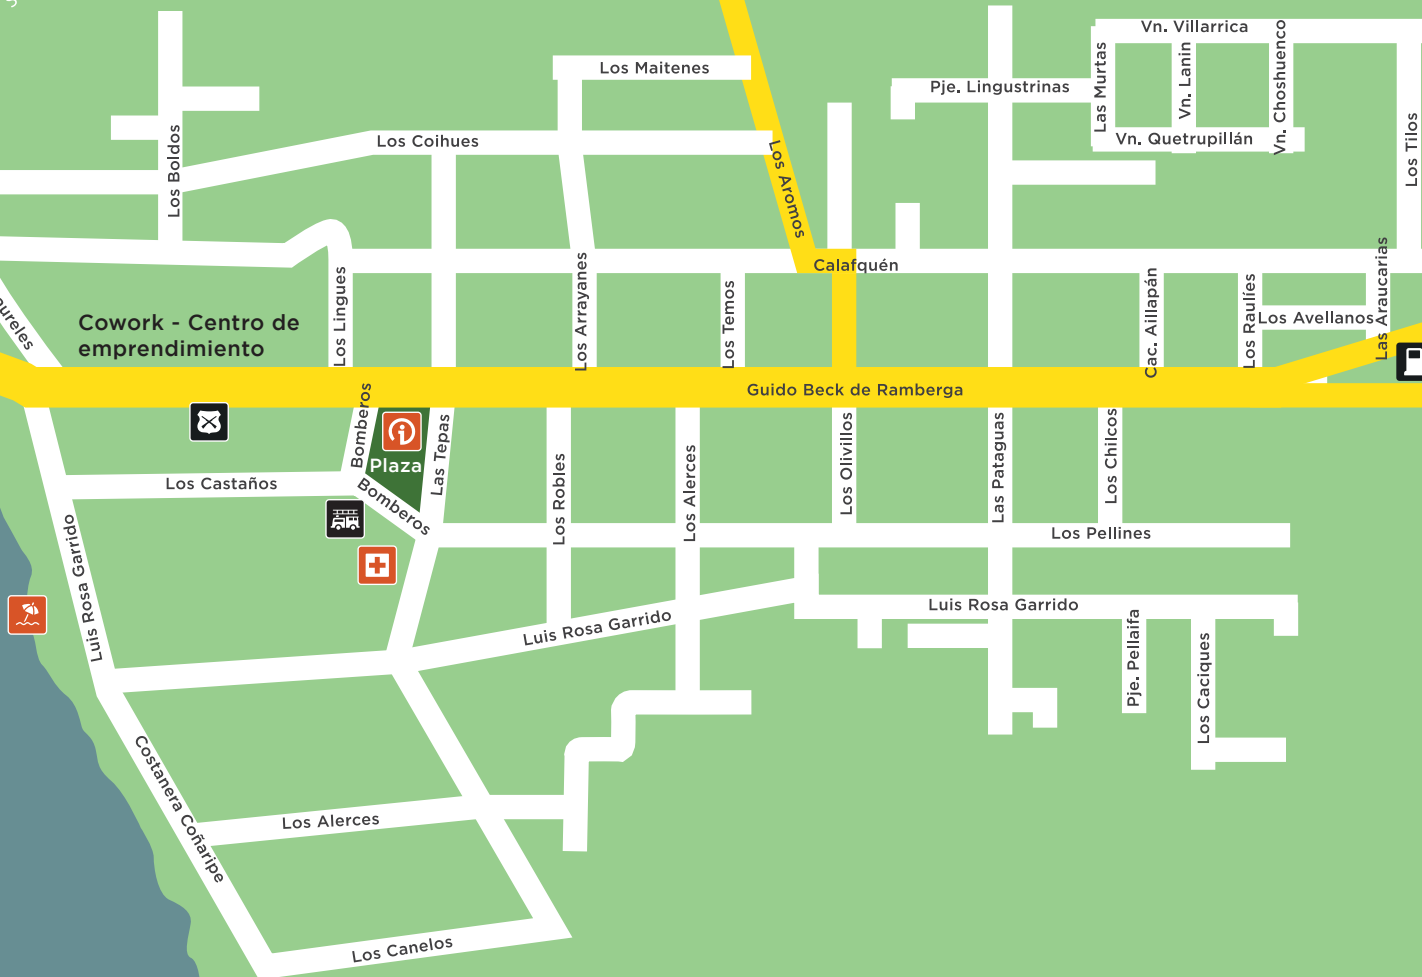 Vn. Villarrica
Los Maitenes
Pje. Lingustrinas
Las Murtas
Vn. Lanin
Vn. Choshuenco
Los Coihues
Vn. Quetrupillán
Los Tilos
Los Boldos
Los Aromos
Calafquén
Los Lingues
Los Arrayanes
Los Temos
Cac. Aillapán
Los Raulíes
Los Avellanos
Las Araucarias
Cowork - Centro de
emprendimiento
Guido Beck de Ramberga
Bomberos
Plaza
Las Tepas
Los Castaños
Bomberos
Los Robles
Los Alerces
Los Olivillos
Las Pataguas
Los Chilcos
Los Pellines
Luis Rosa Garrido
Luis Rosa Garrido
Luis Rosa Garrido
Pje. Pellaifa
Los Caciques
Costanera Coñaripe
Los Alerces
Los Canelos